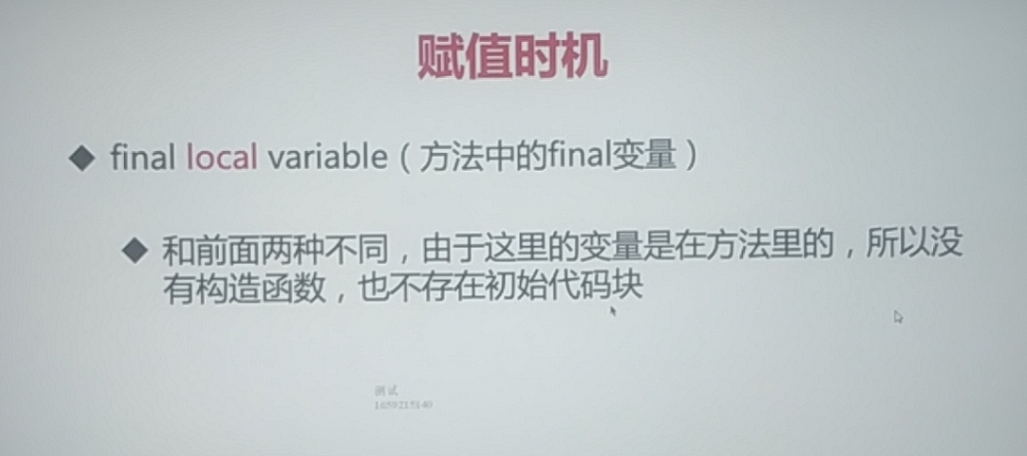 赋值时机
◆ final local variable（方法中的final变量）
◆ 和前面两种不同，由于这里的变量是在方法里的，所以没
有构造函数，也不存在初始代码块
测试